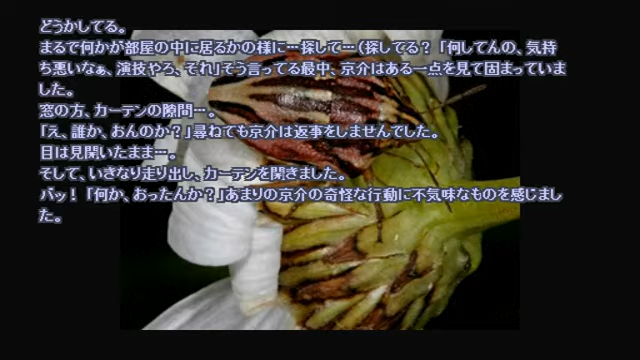 どうかしてる。
まるで何かが部屋の中に居るかの様に…探して…（探してる？「何してんの、気持
ち悪いなぁ、演技やろ、それ」そう言ってる最中、京介はある一点を見て固まっていま
した。
窓の方、カーテンの隙間…。
「え、誰か、おんのか？」尋ねても京介は返事をしませんでした。
目は見開いたまま…。
そして、いきなり走り出し、カーテンを開きました。
バッ！「何か、おったんか？」あまりの京介の奇怪な行動に不気味なものを感じまし
た。